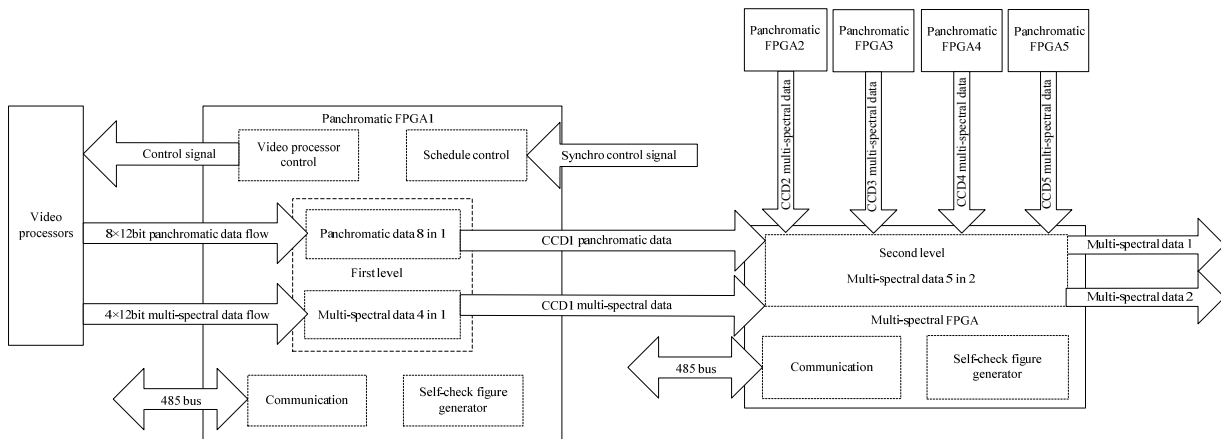 Panchromatic
FPGA2
Panchromatic
FPGA3
Panchromatic
FPGA4
Panchromatic
FPGA5
CCD2 multi-spectral data
CCD3 multi-spectral data
CCD4 multi-spectral data
CCD5 multi-spectral data
Panchromatic FPGA1
Control signal
Video processor
control
Schedule control
Synchro control signal
Video
processors
8×12bit panchromatic data flow
Panchromatic data 8 in 1
CCD1 panchromatic data
First level
4×12bit multi-spectral data flow
Multi-spectral data 4 in 1
CCD1 multi-spectral data
Second level
Multi-spectral data 5 in 2
Multi-spectral data 1
Multi-spectral data 2
Multi-spectral FPGA
485 bus
Communication
Self-check figure
generator
485 bus
Communication
Self-check figure
generator